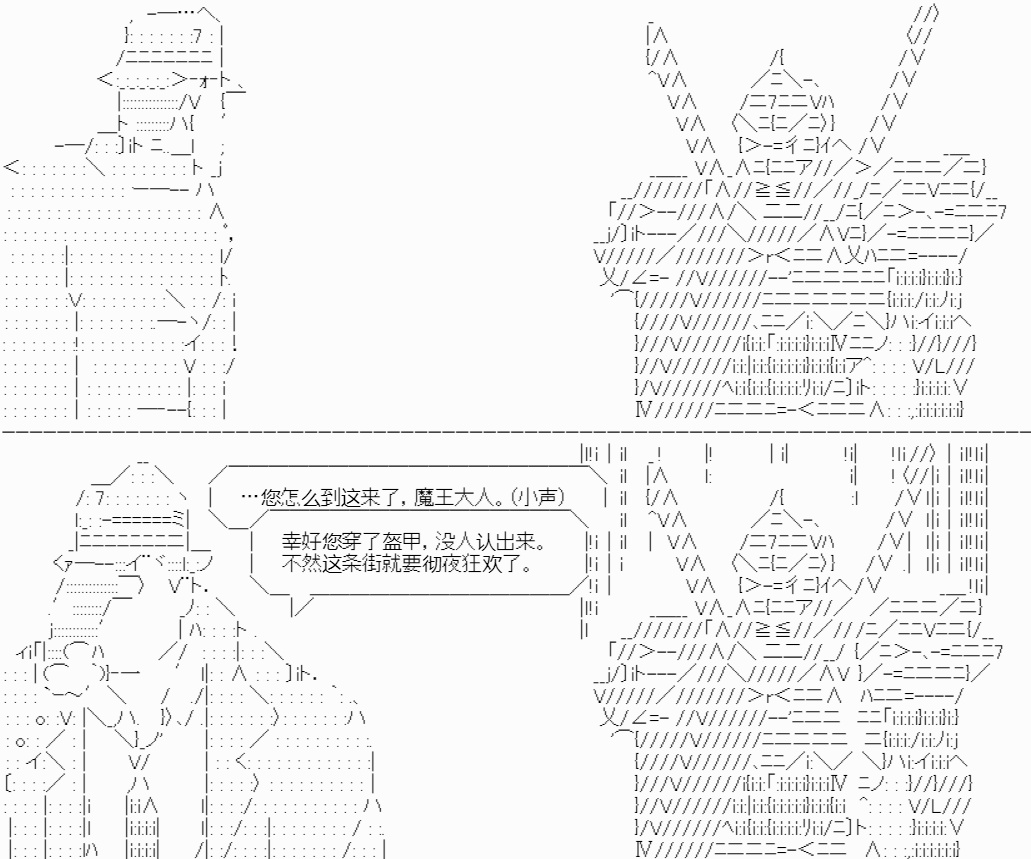 …您怎么到这来了，魔王大人。（小声）
幸好您穿了盔甲，没人认出来。
不然这条街就要彻夜狂欢了。